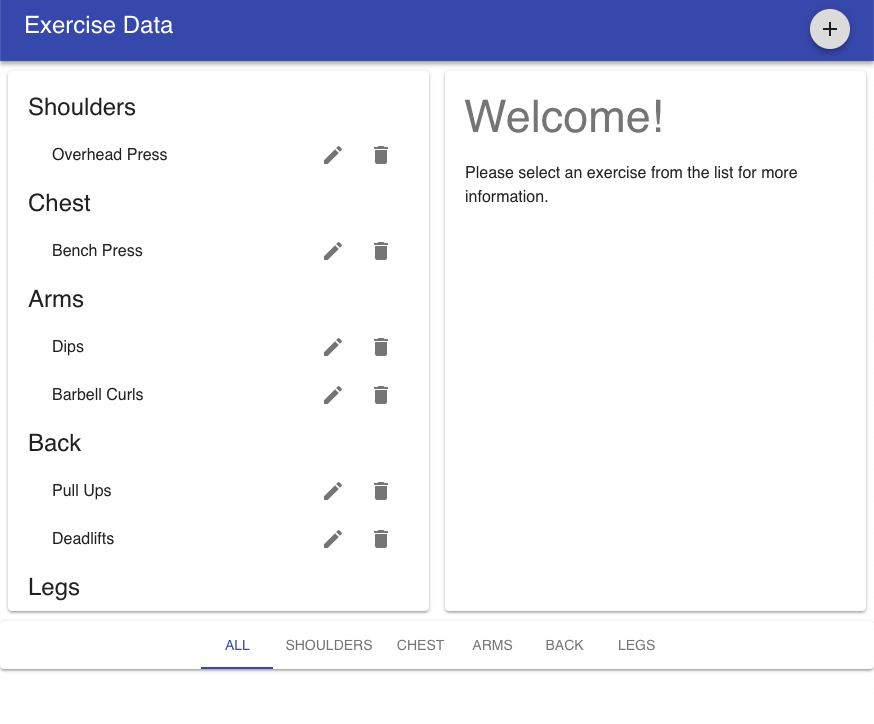 Exercise Data
Shoulders
Overhead Press
Chest
Bench Press
Arms
Dips
Barbell Curls
Back
Pull Ups
Deadlifts
Legs
Welcome!
Please select an exercise from the list for more
information.
ALL SHOULDERS CHEST ARMS BACK LEGS